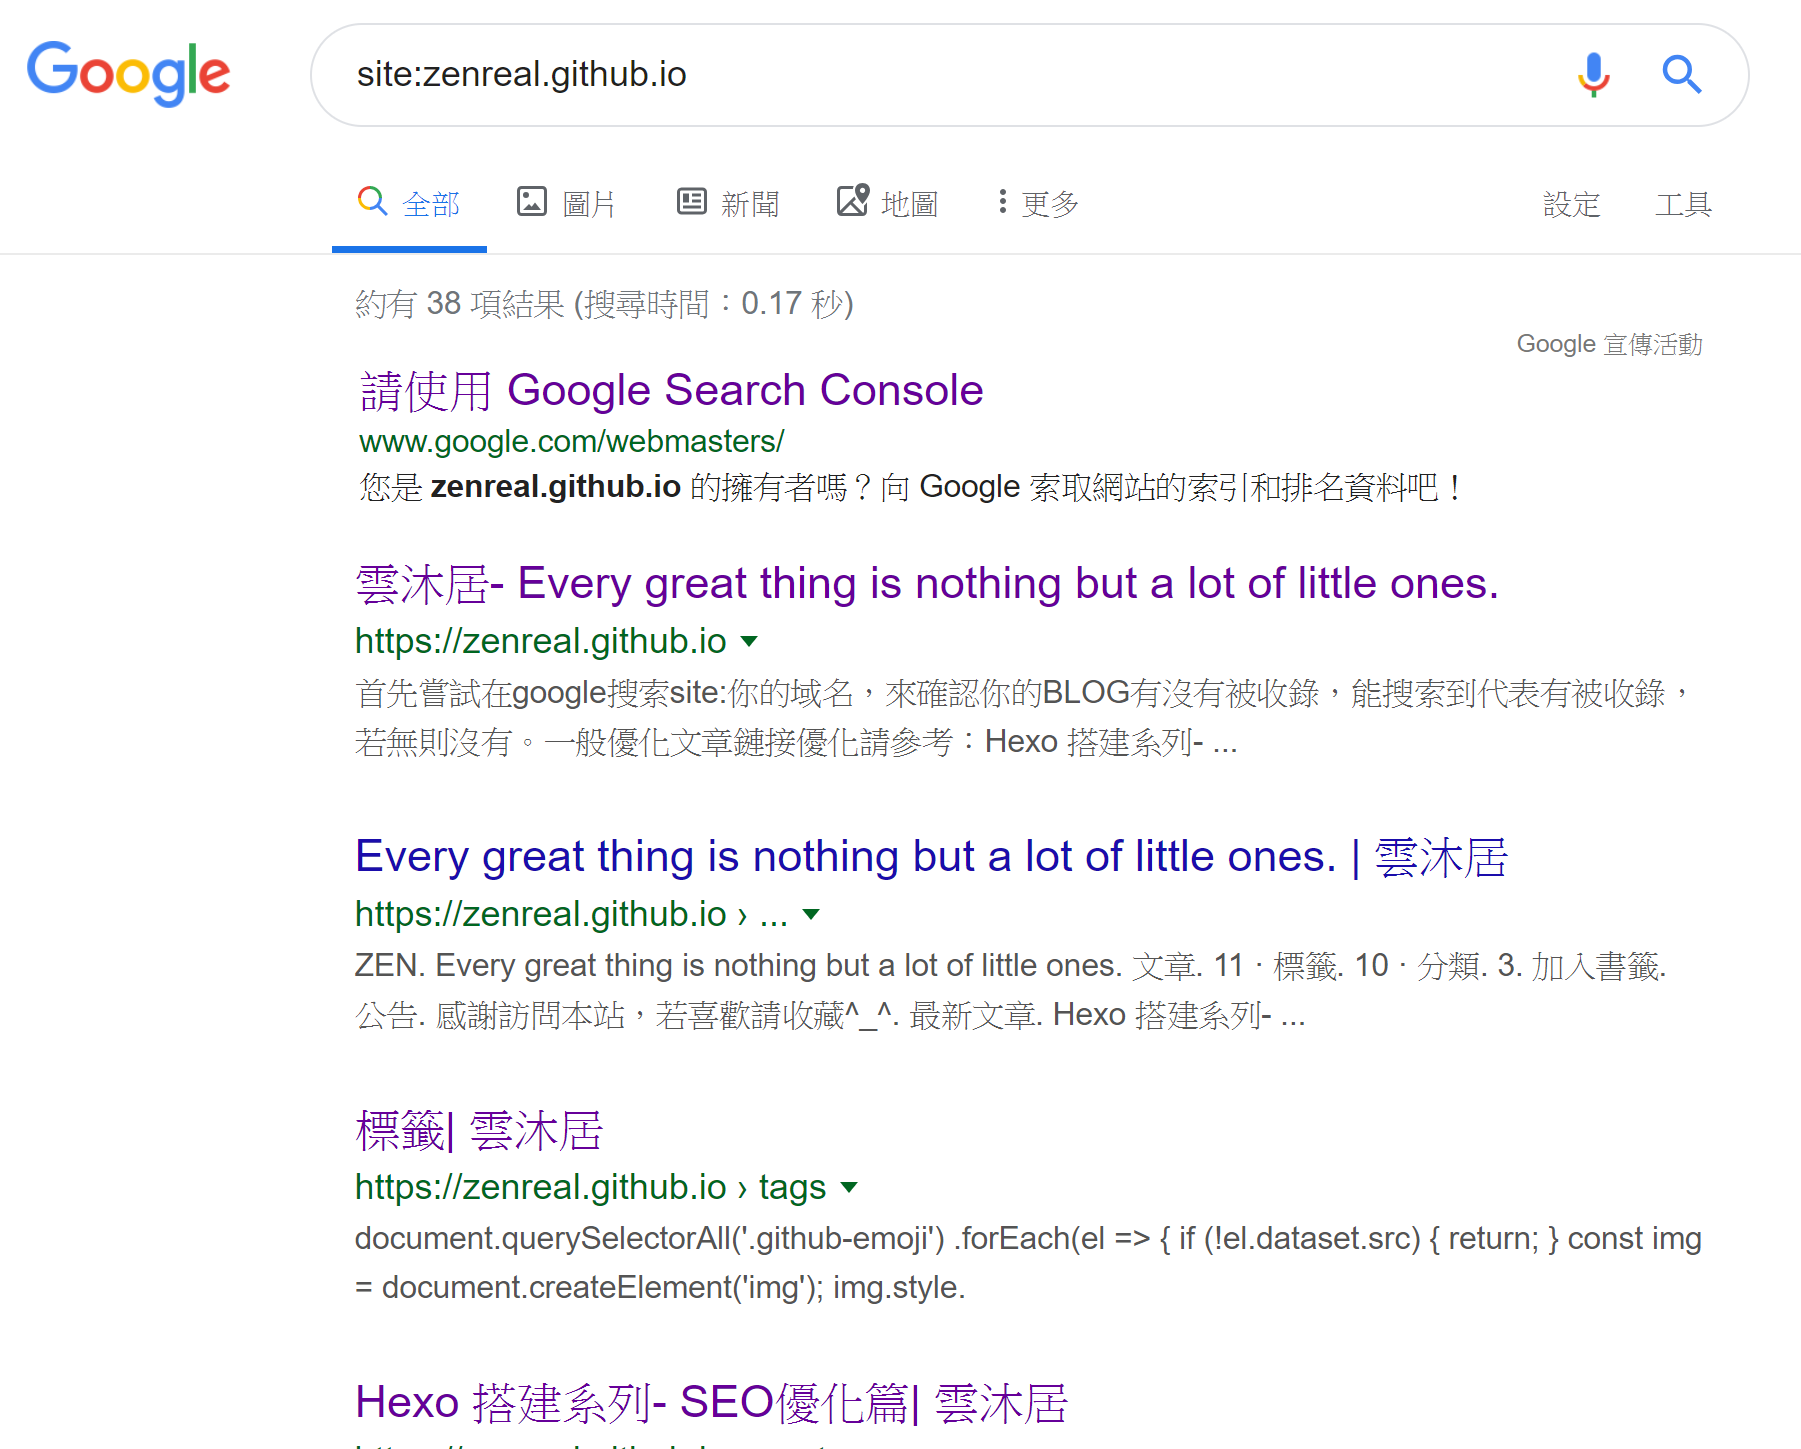 Google
site:zenreal.github.io
全部 圖片 新聞 地圖 更多 設定 工具
約有 38 項結果 (搜尋時間：0.17 秒)
Google 宣傳活動
請使用 Google Search Console
www.google.com/webmasters/
您是 zenreal.github.io 的擁有者嗎？向 Google 索取網站的索引和排名資料吧！
雲沐居- Every great thing is nothing but a lot of little ones.
https://zenreal.github.io
首先嘗試在google搜索site:你的域名，來確認你的BLOG有沒有被收錄，能搜索到代表有被收錄，
若無則沒有。一般優化文章鏈接優化請參考：Hexo 搭建系列- ...
Every great thing is nothing but a lot of little ones. | 雲沐居
https://zenreal.github.io › ...
ZEN. Every great thing is nothing but a lot of little ones. 文章. 11 · 標籤. 10 · 分類. 3. 加入書籤.
公告. 感謝訪問本站，若喜歡請收藏^_^. 最新文章. Hexo 搭建系列- ...
標籤| 雲沐居
https://zenreal.github.io › tags
document.querySelectorAll('.github-emoji') .forEach(el => { if (!el.dataset.src) { return; } const img
= document.createElement('img'); img.style.
Hexo 搭建系列- SEO優化篇| 雲沐居